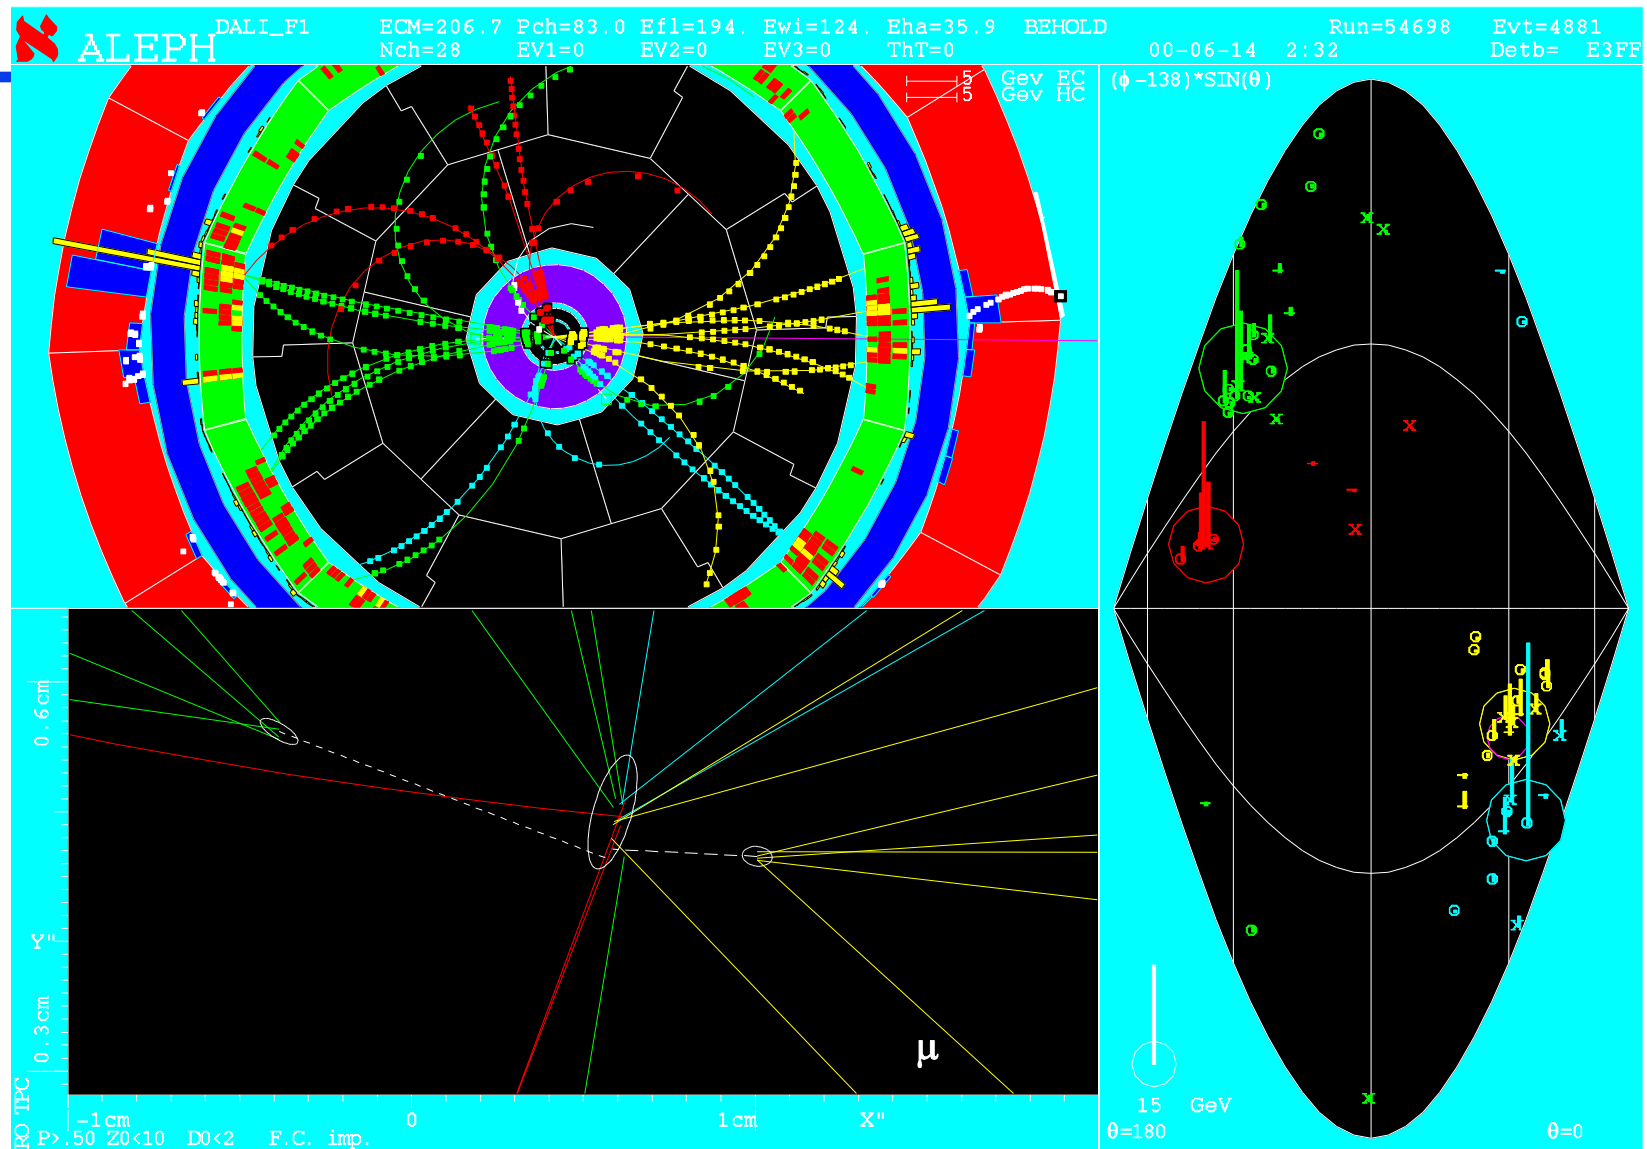 ALEPH DALI_F1 ECM=206.7 Pch=83.0 Efl=194. Ewi=124. Eha=35.9 BEHOLD Run=54698 Evt=4881
Nch=28 EV1=0 EV2=0 EV3=0 ThT=0 00-06-14 2:32 Detb= E3FF
5 Gev EC
5 Gev HC
(ϕ-138)*SIN(θ)
0.6cm
Y"
0.3cm
μ
15 GeV
θ=180 θ=0
-1cm 0 1cm X"
RO TPC
P>.50 Z0<10 D0<2 F.C. imp.